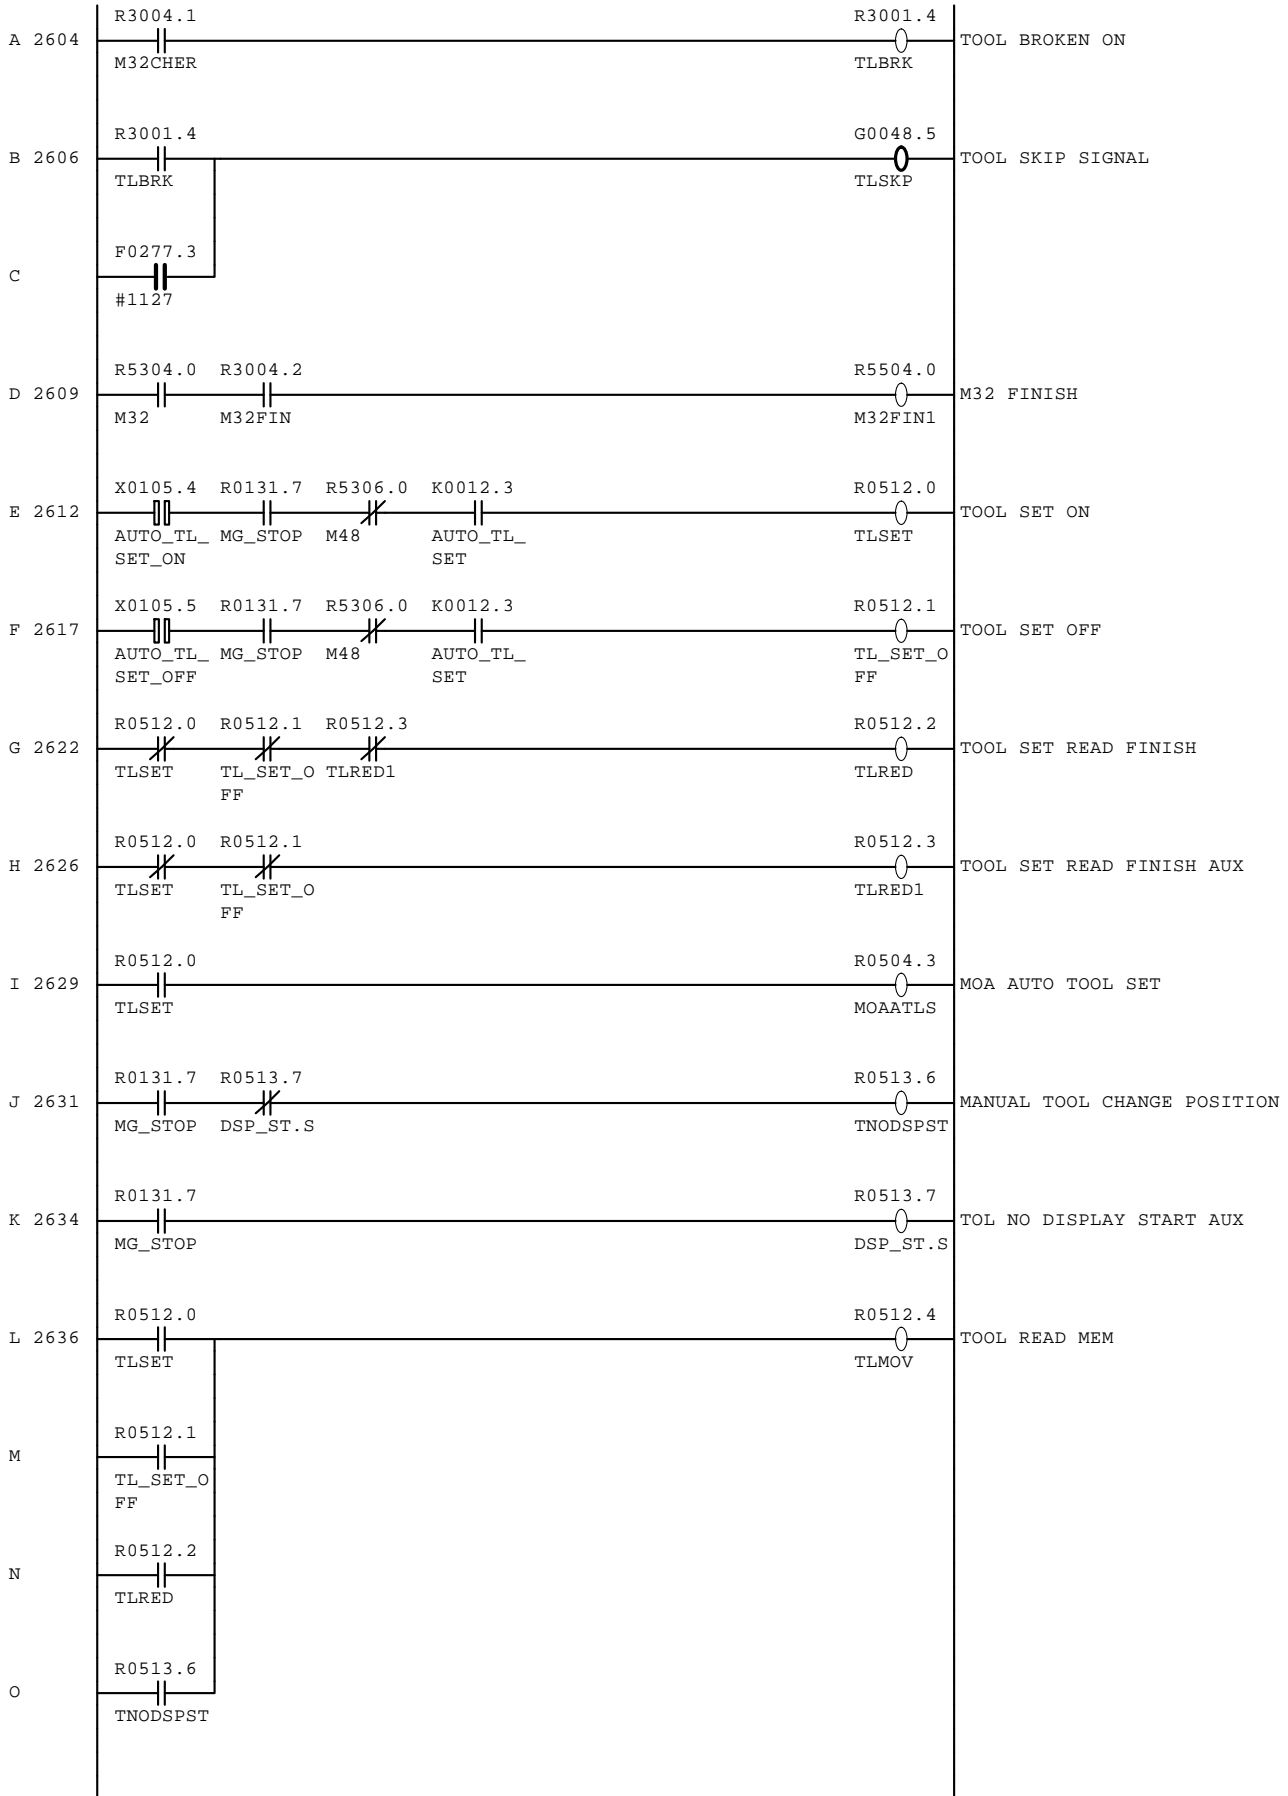 R3004.1 R3001.4
A 2604 TOOL BROKEN ON
M32CHER TLBRK
R3001.4 G0048.5
B 2606 TOOL SKIP SIGNAL
TLBRK TLSKP
F0277.3
C
#1127
R5304.0 R3004.2 R5504.0
D 2609 M32 FINISH
M32 M32FIN M32FIN1
X0105.4 R0131.7 R5306.0 K0012.3 R0512.0
E 2612 TOOL SET ON
AUTO_TL_ MG_STOP M48 AUTO_TL_ TLSET
SET_ON SET
X0105.5 R0131.7 R5306.0 K0012.3 R0512.1
F 2617 TOOL SET OFF
AUTO_TL_ MG_STOP M48 AUTO_TL_ TL_SET_O
SET_OFF SET FF
R0512.0 R0512.1 R0512.3 R0512.2
G 2622 TOOL SET READ FINISH
TLSET TL_SET_O TLRED1 TLRED
FF
R0512.0 R0512.1 R0512.3
H 2626 TOOL SET READ FINISH AUX
TLSET TL_SET_O TLRED1
FF
R0512.0 R0504.3
I 2629 MOA AUTO TOOL SET
TLSET MOAATLS
R0131.7 R0513.7 R0513.6
J 2631 MANUAL TOOL CHANGE POSITION
MG_STOP DSP_ST.S TNODSPST
R0131.7 R0513.7
K 2634 TOL NO DISPLAY START AUX
MG_STOP DSP_ST.S
R0512.0 R0512.4
L 2636 TOOL READ MEM
TLSET TLMOV
R0512.1
M
TL_SET_O
FF
R0512.2
N
TLRED
R0513.6
O
TNODSPST